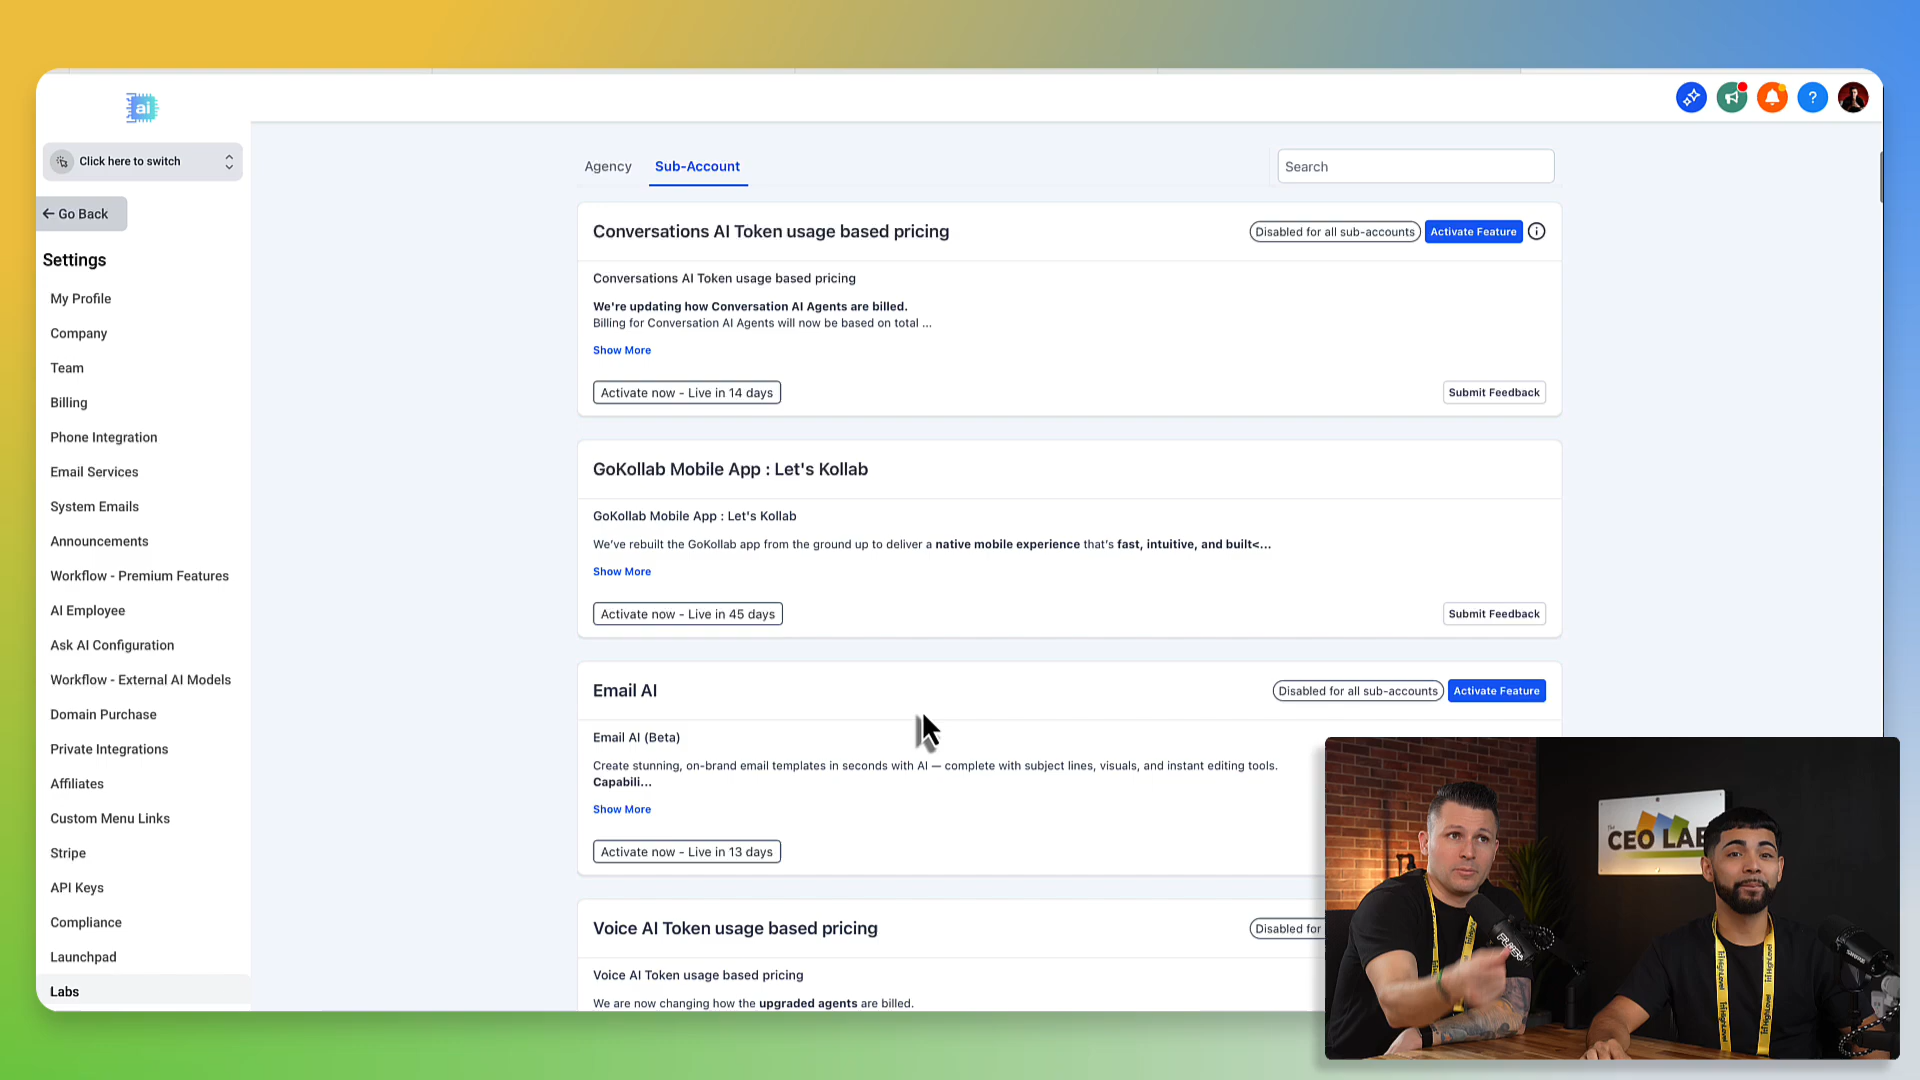 ai
Click here to switch
Go Back
Settings
My Profile
Company
Team
Billing
Phone Integration
Email Services
System Emails
Announcements
Workflow - Premium Features
AI Employee
Ask AI Configuration
Workflow - External AI Models
Domain Purchase
Private Integrations
Affiliates
Custom Menu Links
Stripe
API Keys
Compliance
Launchpad
Labs
Agency
Sub-Account
Search
?
Conversations AI Token usage based pricing
Disabled for all sub-accounts
Activate Feature
Conversations AI Token usage based pricing
We're updating how Conversation AI Agents are billed.
Billing for Conversation AI Agents will now be based on total ...
Show More
Activate now - Live in 14 days
Submit Feedback
GoKollab Mobile App : Let's Kollab
GoKollab Mobile App : Let's Kollab
We've rebuilt the GoKollab app from the ground up to deliver a native mobile experience that's fast, intuitive, and built<...
Show More
Activate now - Live in 45 days
Submit Feedback
Email AI
Disabled for all sub-accounts
Activate Feature
Email AI (Beta)
Create stunning, on-brand email templates in seconds with AI — complete with subject lines, visuals, and instant editing tools.
Capabili...
Show More
Activate now - Live in 13 days
Voice AI Token usage based pricing
Disabled for
Voice AI Token usage based pricing
We are now changing how the upgraded agents are billed.
The
CEO LAB
HighLevel
HighLevel